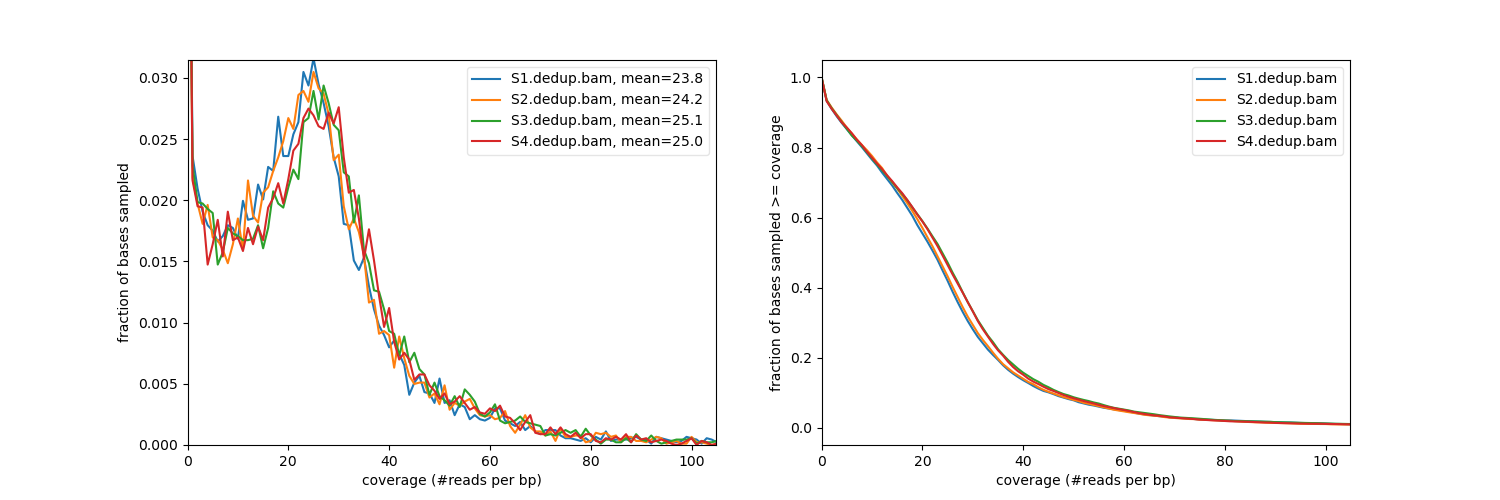 0.030
0.025
0.020
0.015
0.010
0.005
0.000
fraction of bases sampled
0 20 40 60 80 100
coverage (#reads per bp)
S1.dedup.bam, mean=23.8
S2.dedup.bam, mean=24.2
S3.dedup.bam, mean=25.1
S4.dedup.bam, mean=25.0
1.0
0.8
0.6
0.4
0.2
0.0
fraction of bases sampled >= coverage
0 20 40 60 80 100
coverage (#reads per bp)
S1.dedup.bam
S2.dedup.bam
S3.dedup.bam
S4.dedup.bam